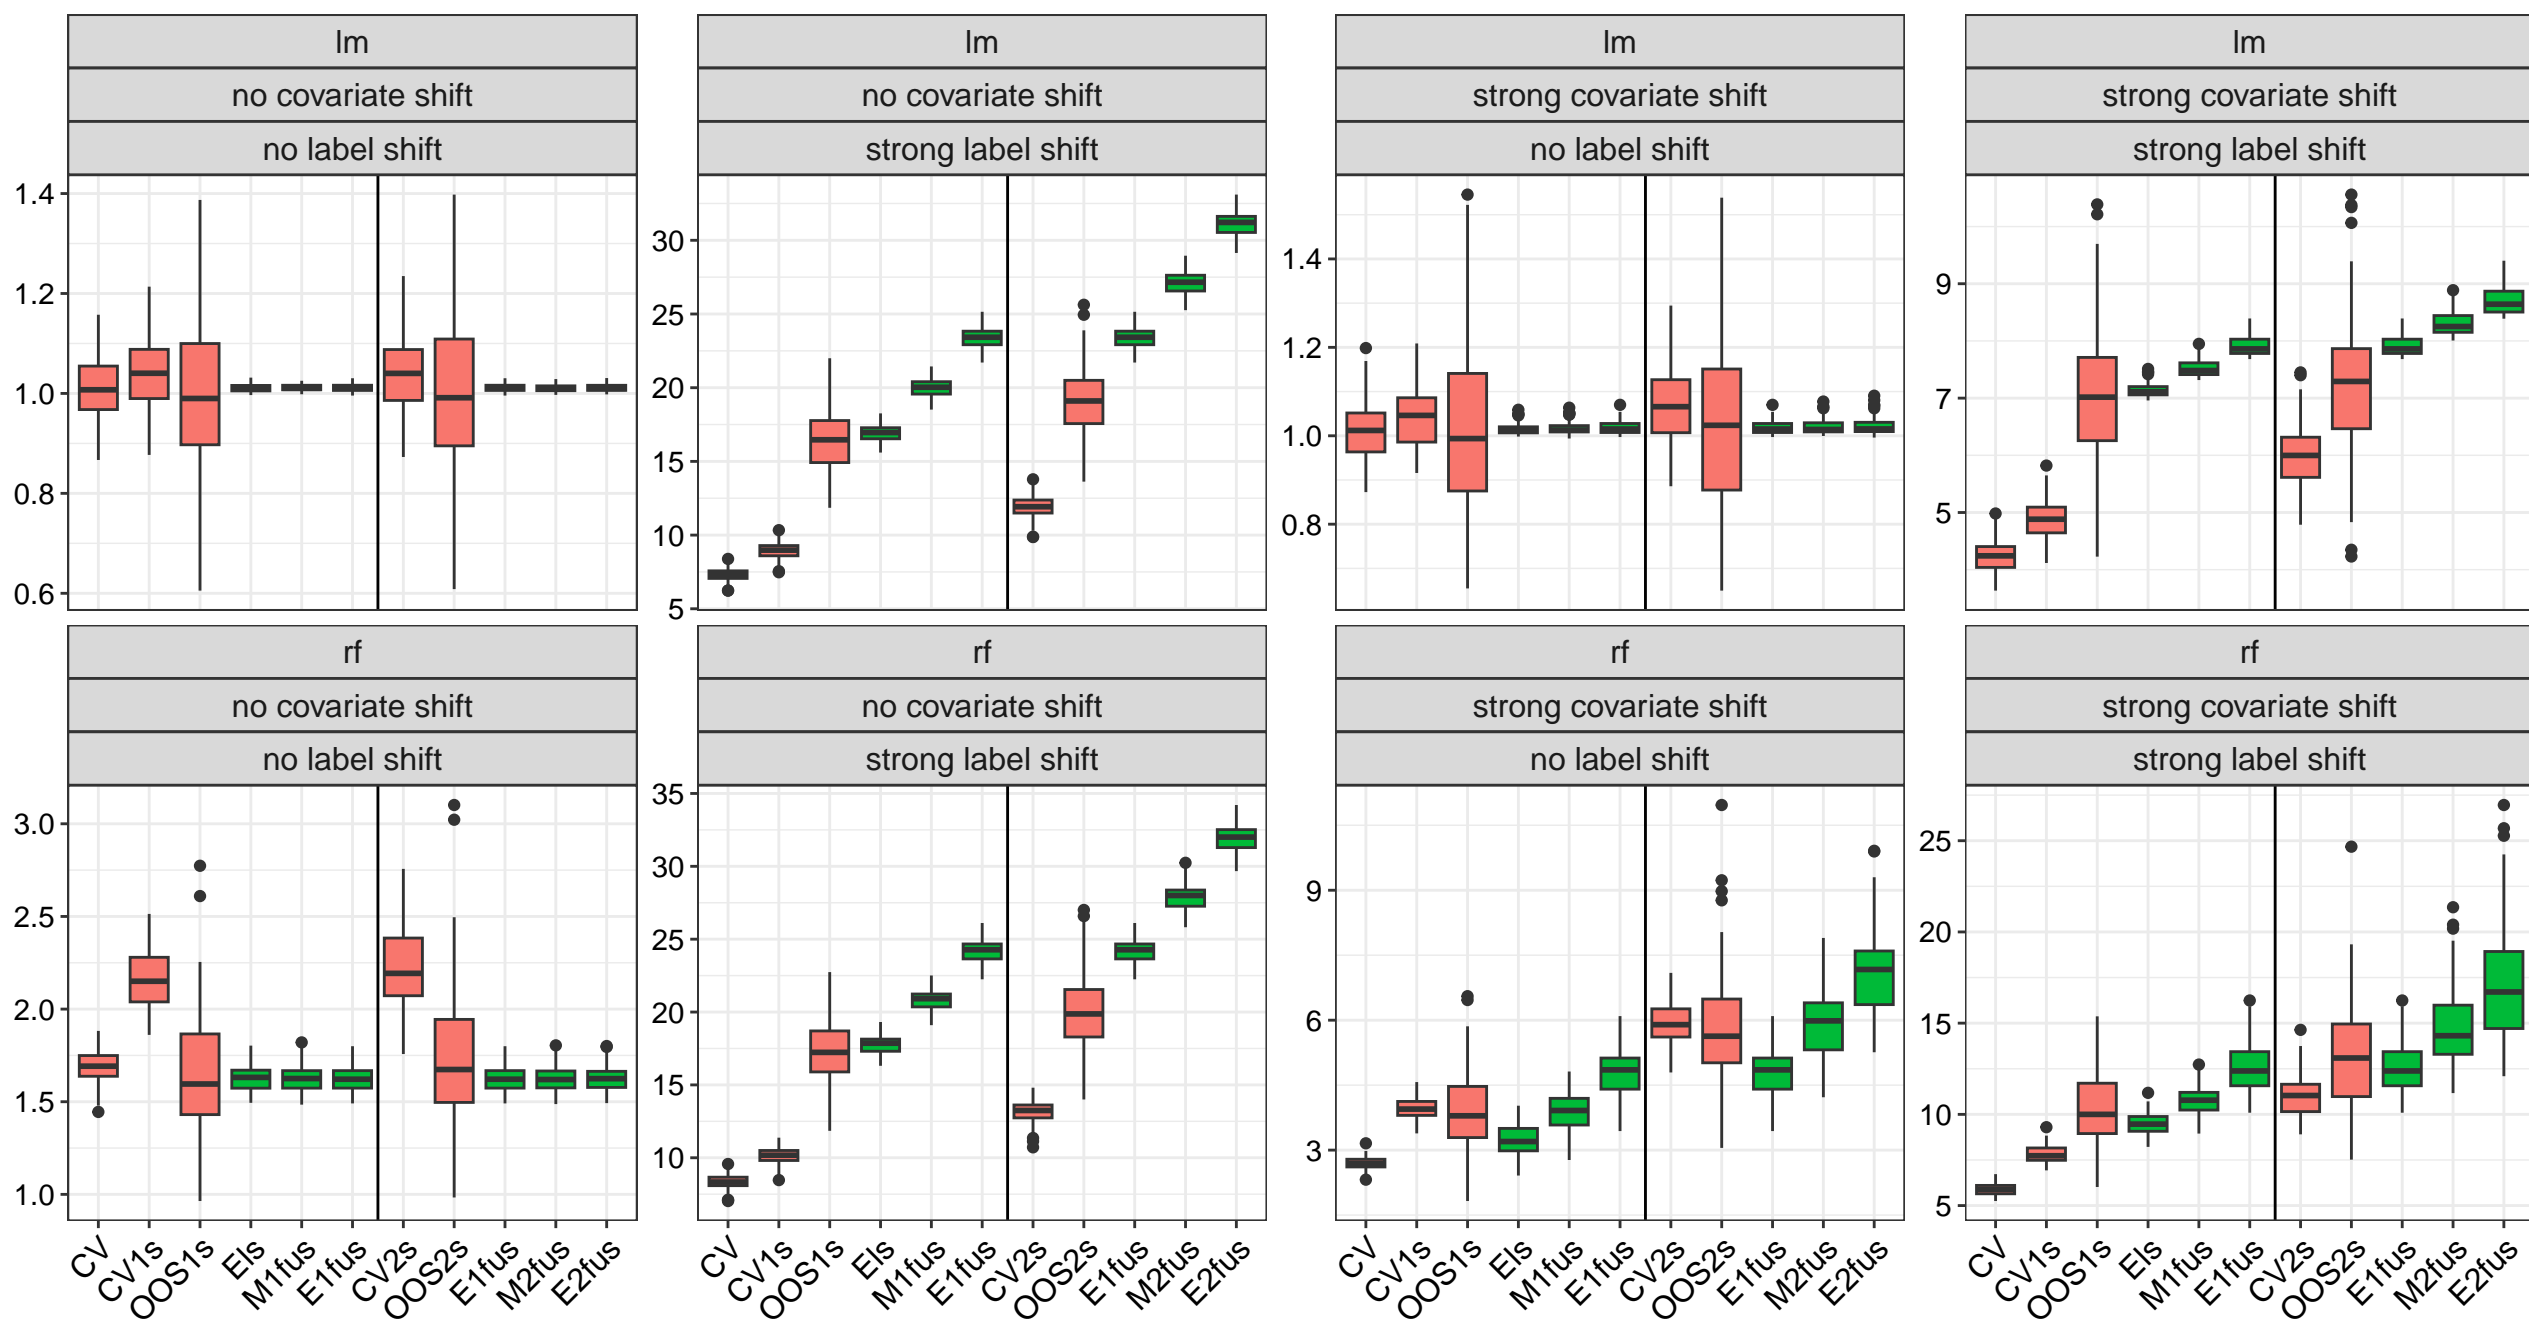 lm
no covariate shift
no label shift
lm
no covariate shift
strong label shift
lm
strong covariate shift
no label shift
lm
strong covariate shift
strong label shift
1.4
1.2
1.0
0.8
0.6
30
25
20
15
10
5
1.4
1.2
1.0
0.8
9
7
5
rf
no covariate shift
no label shift
rf
no covariate shift
strong label shift
rf
strong covariate shift
no label shift
rf
strong covariate shift
strong label shift
3.0
2.5
2.0
1.5
1.0
35
30
25
20
15
10
9
6
3
25
20
15
10
5
CV
CV1s
OOS1s
Els
M1fus
E1fus
CV2s
OOS2s
E1fus
M2fus
E2fus
CV
CV1s
OOS1s
Els
M1fus
E1fus
CV2s
OOS2s
E1fus
M2fus
E2fus
CV
CV1s
OOS1s
Els
M1fus
E1fus
CV2s
OOS2s
E1fus
M2fus
E2fus
CV
CV1s
OOS1s
Els
M1fus
E1fus
CV2s
OOS2s
E1fus
M2fus
E2fus